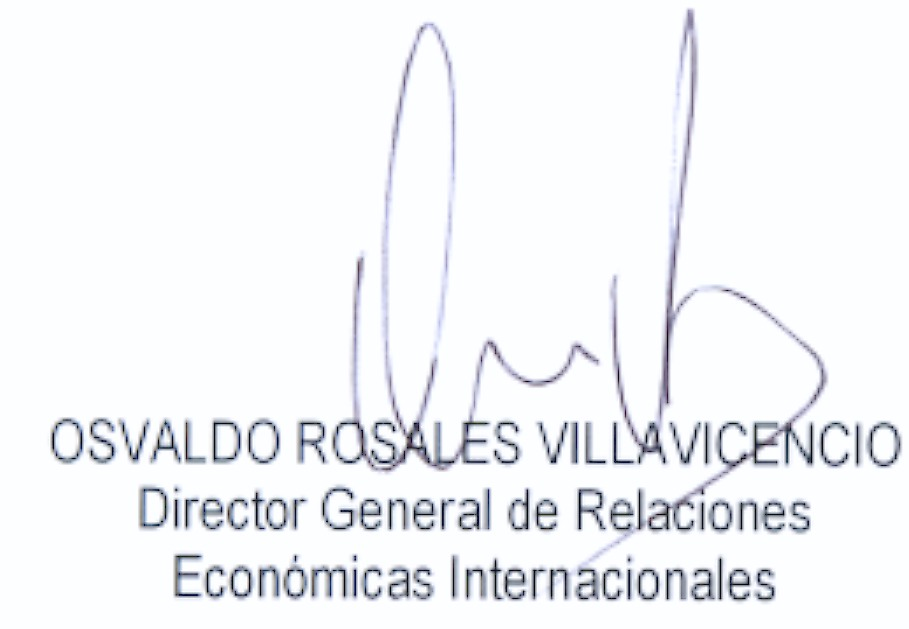 OSVALDO ROSALES VILLAVICENCIO
Director General de Relaciones
Económicas Internacionales